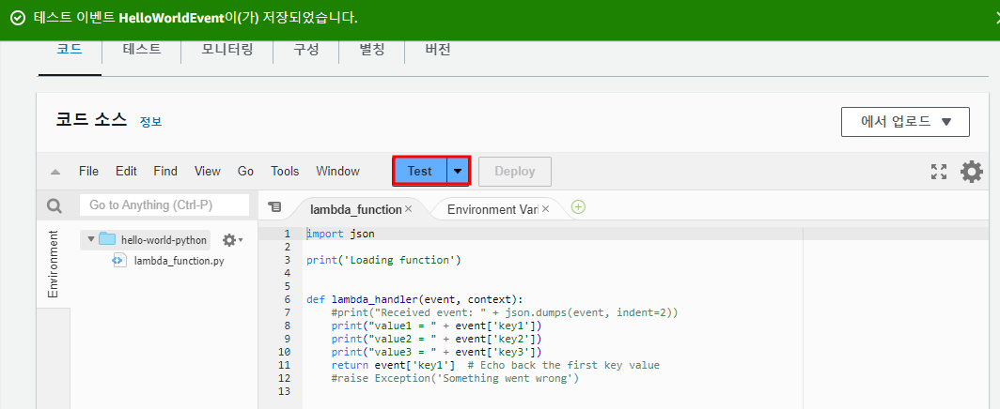 테스트 이벤트 HelloWorldEvent이(가) 저장되었습니다.
코드 테스트 모니터링 구성 별칭 버전
코드 소스 정보 에서 업로드
File Edit Find View Go Tools Window Test Deploy
Go to Anything (Ctrl-P) lambda_function Environment Vari
Environment
hello-world-python
lambda_function.py
1 import json
2
3 print('Loading function')
4
5
6 def lambda_handler(event, context):
7 #print("Received event: " + json.dumps(event, indent=2))
8 print("value1 = " + event['key1'])
9 print("value2 = " + event['key2'])
10 print("value3 = " + event['key3'])
11 return event['key1']  # Echo back the first key value
12 #raise Exception('Something went wrong')
13